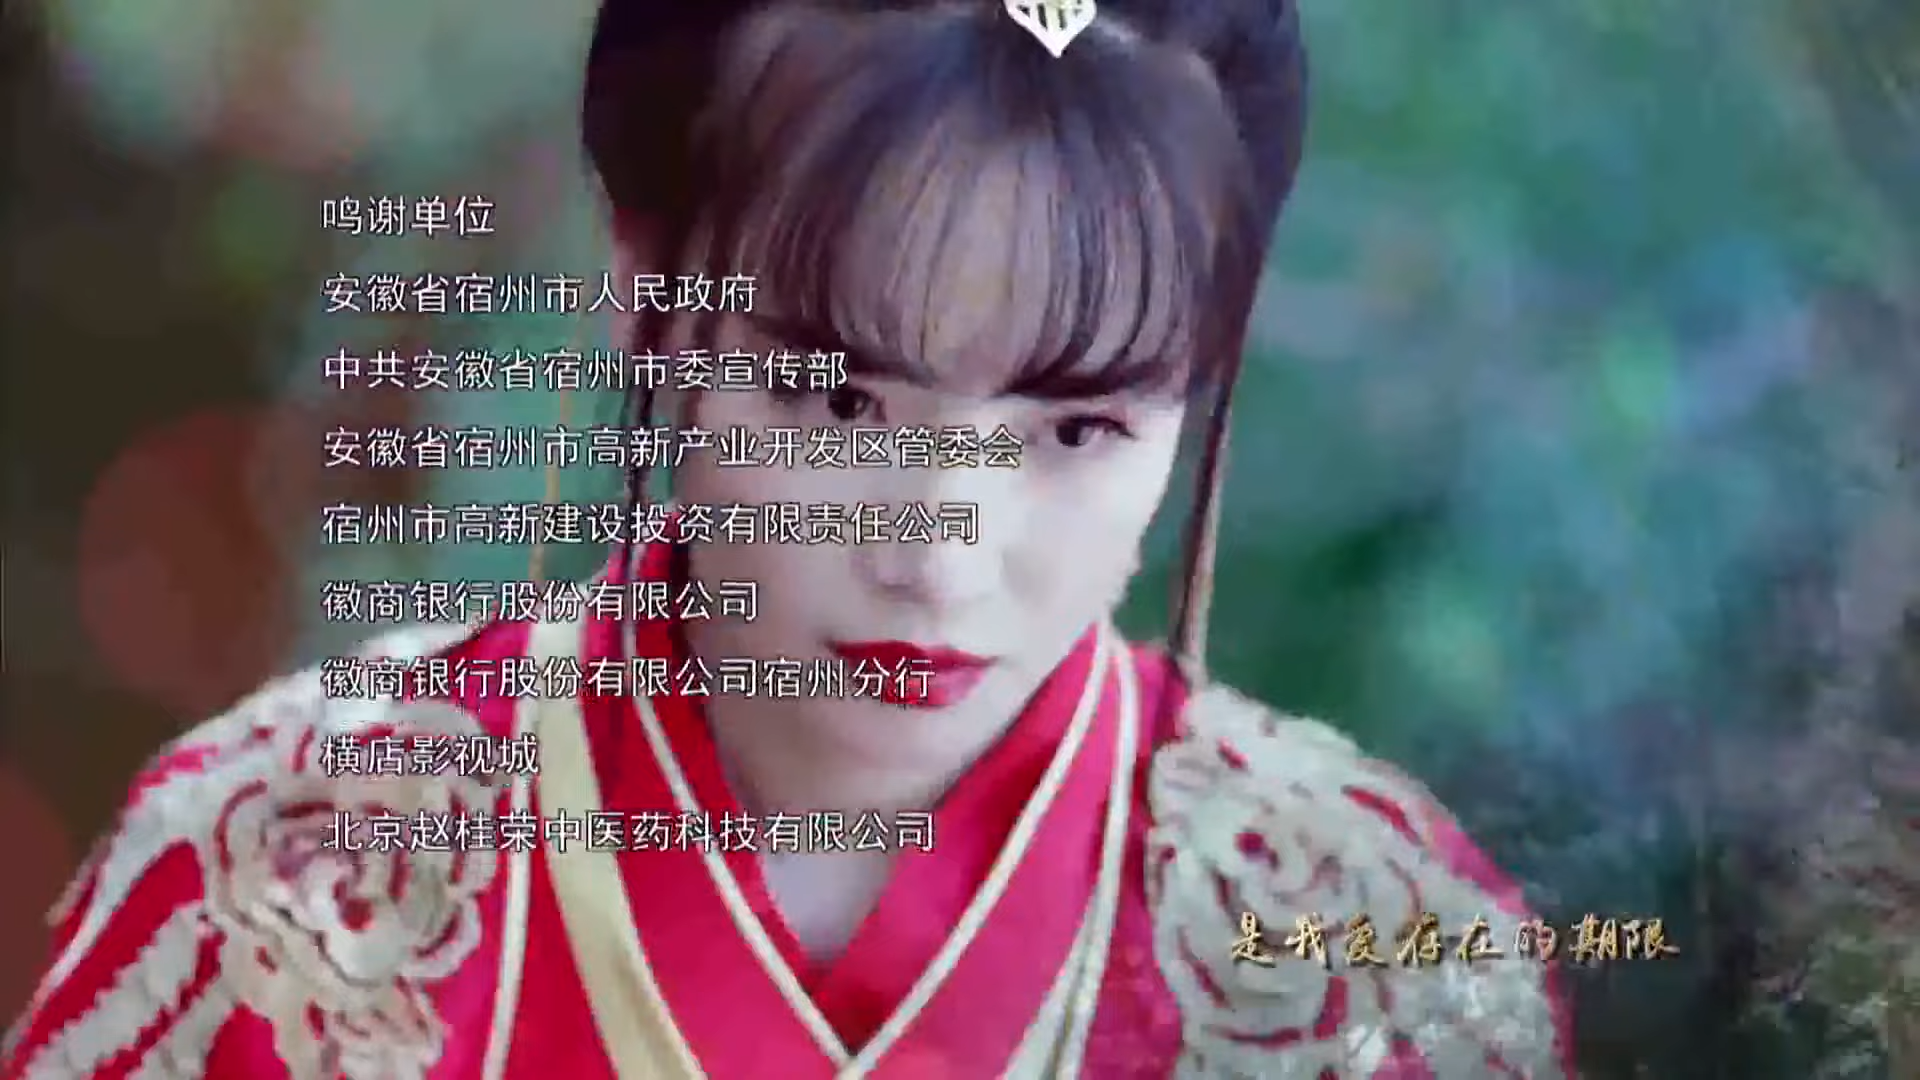 鸣谢单位
安徽省宿州市人民政府
中共安徽省宿州市委宣传部
安徽省宿州市高新产业开发区管委会
宿州市高新建设投资有限责任公司
徽商银行股份有限公司
徽商银行股份有限公司宿州分行
横店影视城
北京赵桂荣中医药科技有限公司
是我爱存在的期限